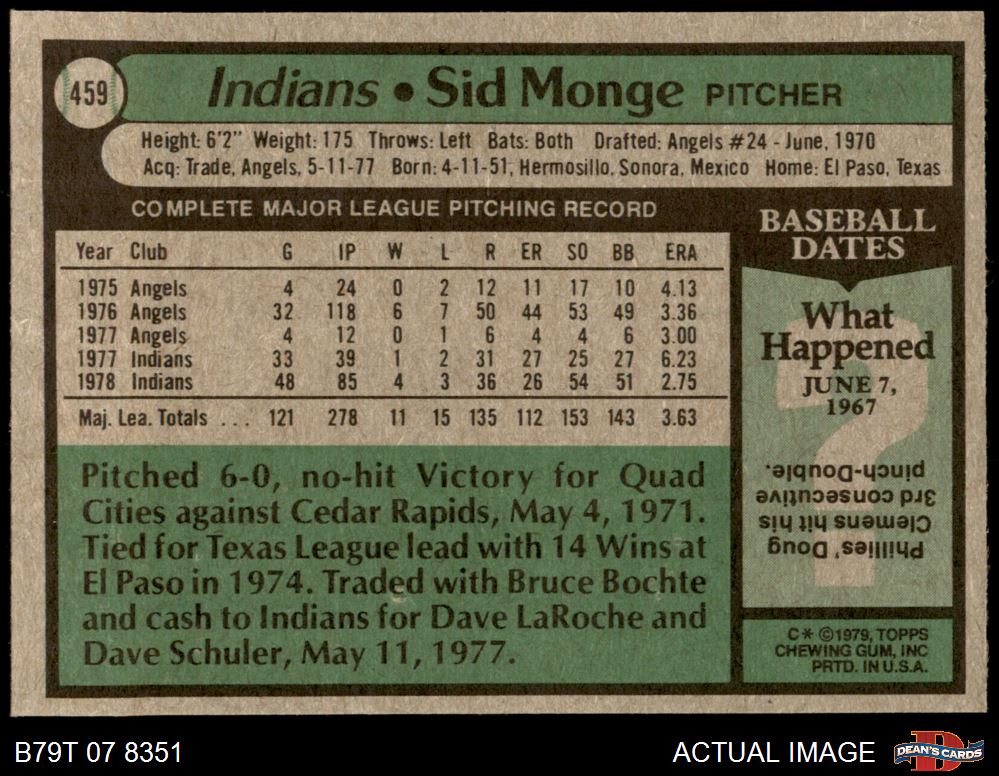 459
Indians • Sid Monge PITCHER
Height: 6'2" Weight: 175 Throws: Left Bats: Both Drafted: Angels #24 - June, 1970
Acq: Trade, Angels, 5-11-77 Born: 4-11-51, Hermosillo, Sonora, Mexico Home: El Paso, Texas
COMPLETE MAJOR LEAGUE PITCHING RECORD
Year Club G IP W L R ER SO BB ERA
1975 Angels 4 24 0 2 12 11 17 10 4.13
1976 Angels 32 118 6 7 50 44 53 49 3.36
1977 Angels 4 12 0 1 6 4 4 6 3.00
1977 Indians 33 39 1 2 31 27 25 27 6.23
1978 Indians 48 85 4 3 36 26 54 51 2.75
Maj. Lea. Totals . . . 121 278 11 15 135 112 153 143 3.63
Pitched 6-0, no-hit Victory for Quad
Cities against Cedar Rapids, May 4, 1971.
Tied for Texas League lead with 14 Wins at
El Paso in 1974. Traded with Bruce Bochte
and cash to Indians for Dave LaRoche and
Dave Schuler, May 11, 1977.
BASEBALL
DATES
What
Happened
JUNE 7,
1967
?
Phillies' Doug
Clemens hit his
3rd consecutive
pinch-Double.
C* ©1979, TOPPS
CHEWING GUM, INC
PRTD. IN U.S.A.
B79T 07 8351
ACTUAL IMAGE
DEAN'S CARDS